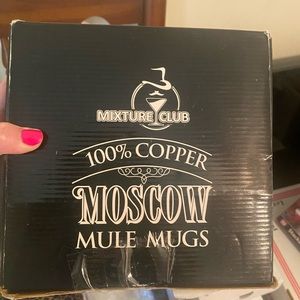 MIXTURE CLUB
100% COPPER
MOSCOW
MULE MUGS